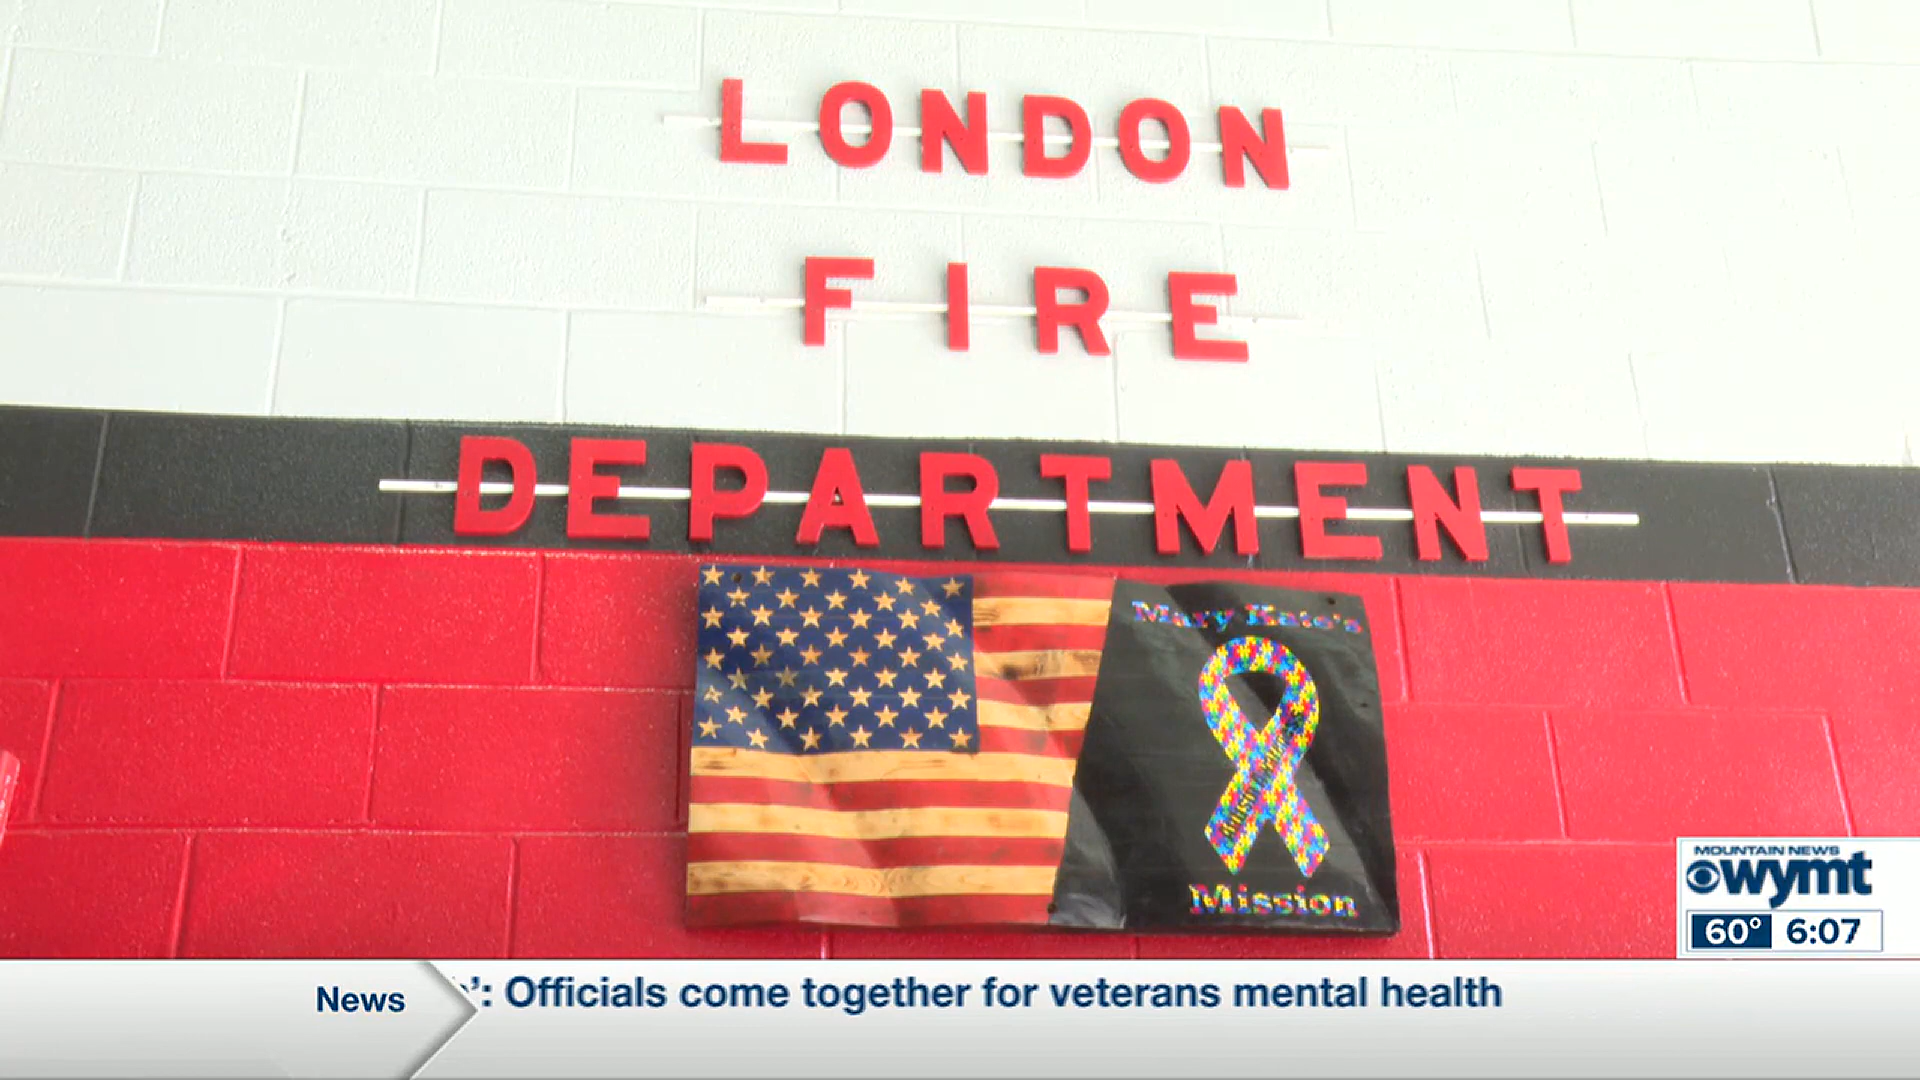 LONDON
FIRE
DEPARTMENT
Mary Kate's
Mission
MOUNTAIN NEWS
wymt
60° 6:07
News
': Officials come together for veterans mental health